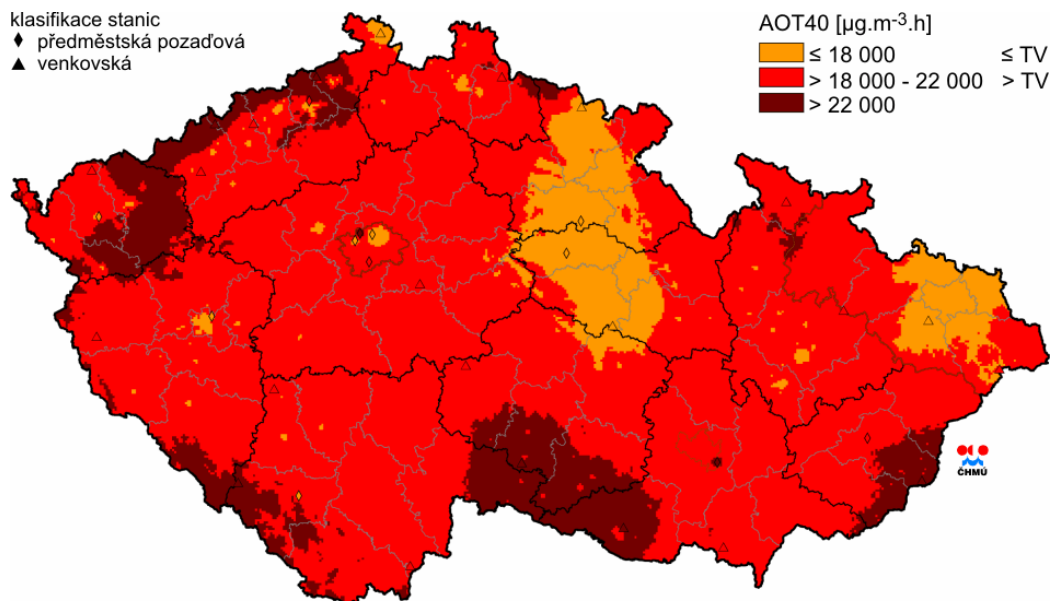 klasifikace stanic
předměstská pozaďová
venkovská
AOT40 [µg.m⁻³.h]
≤ 18 000 ≤ TV
> 18 000 - 22 000 > TV
> 22 000
ČHMÚ